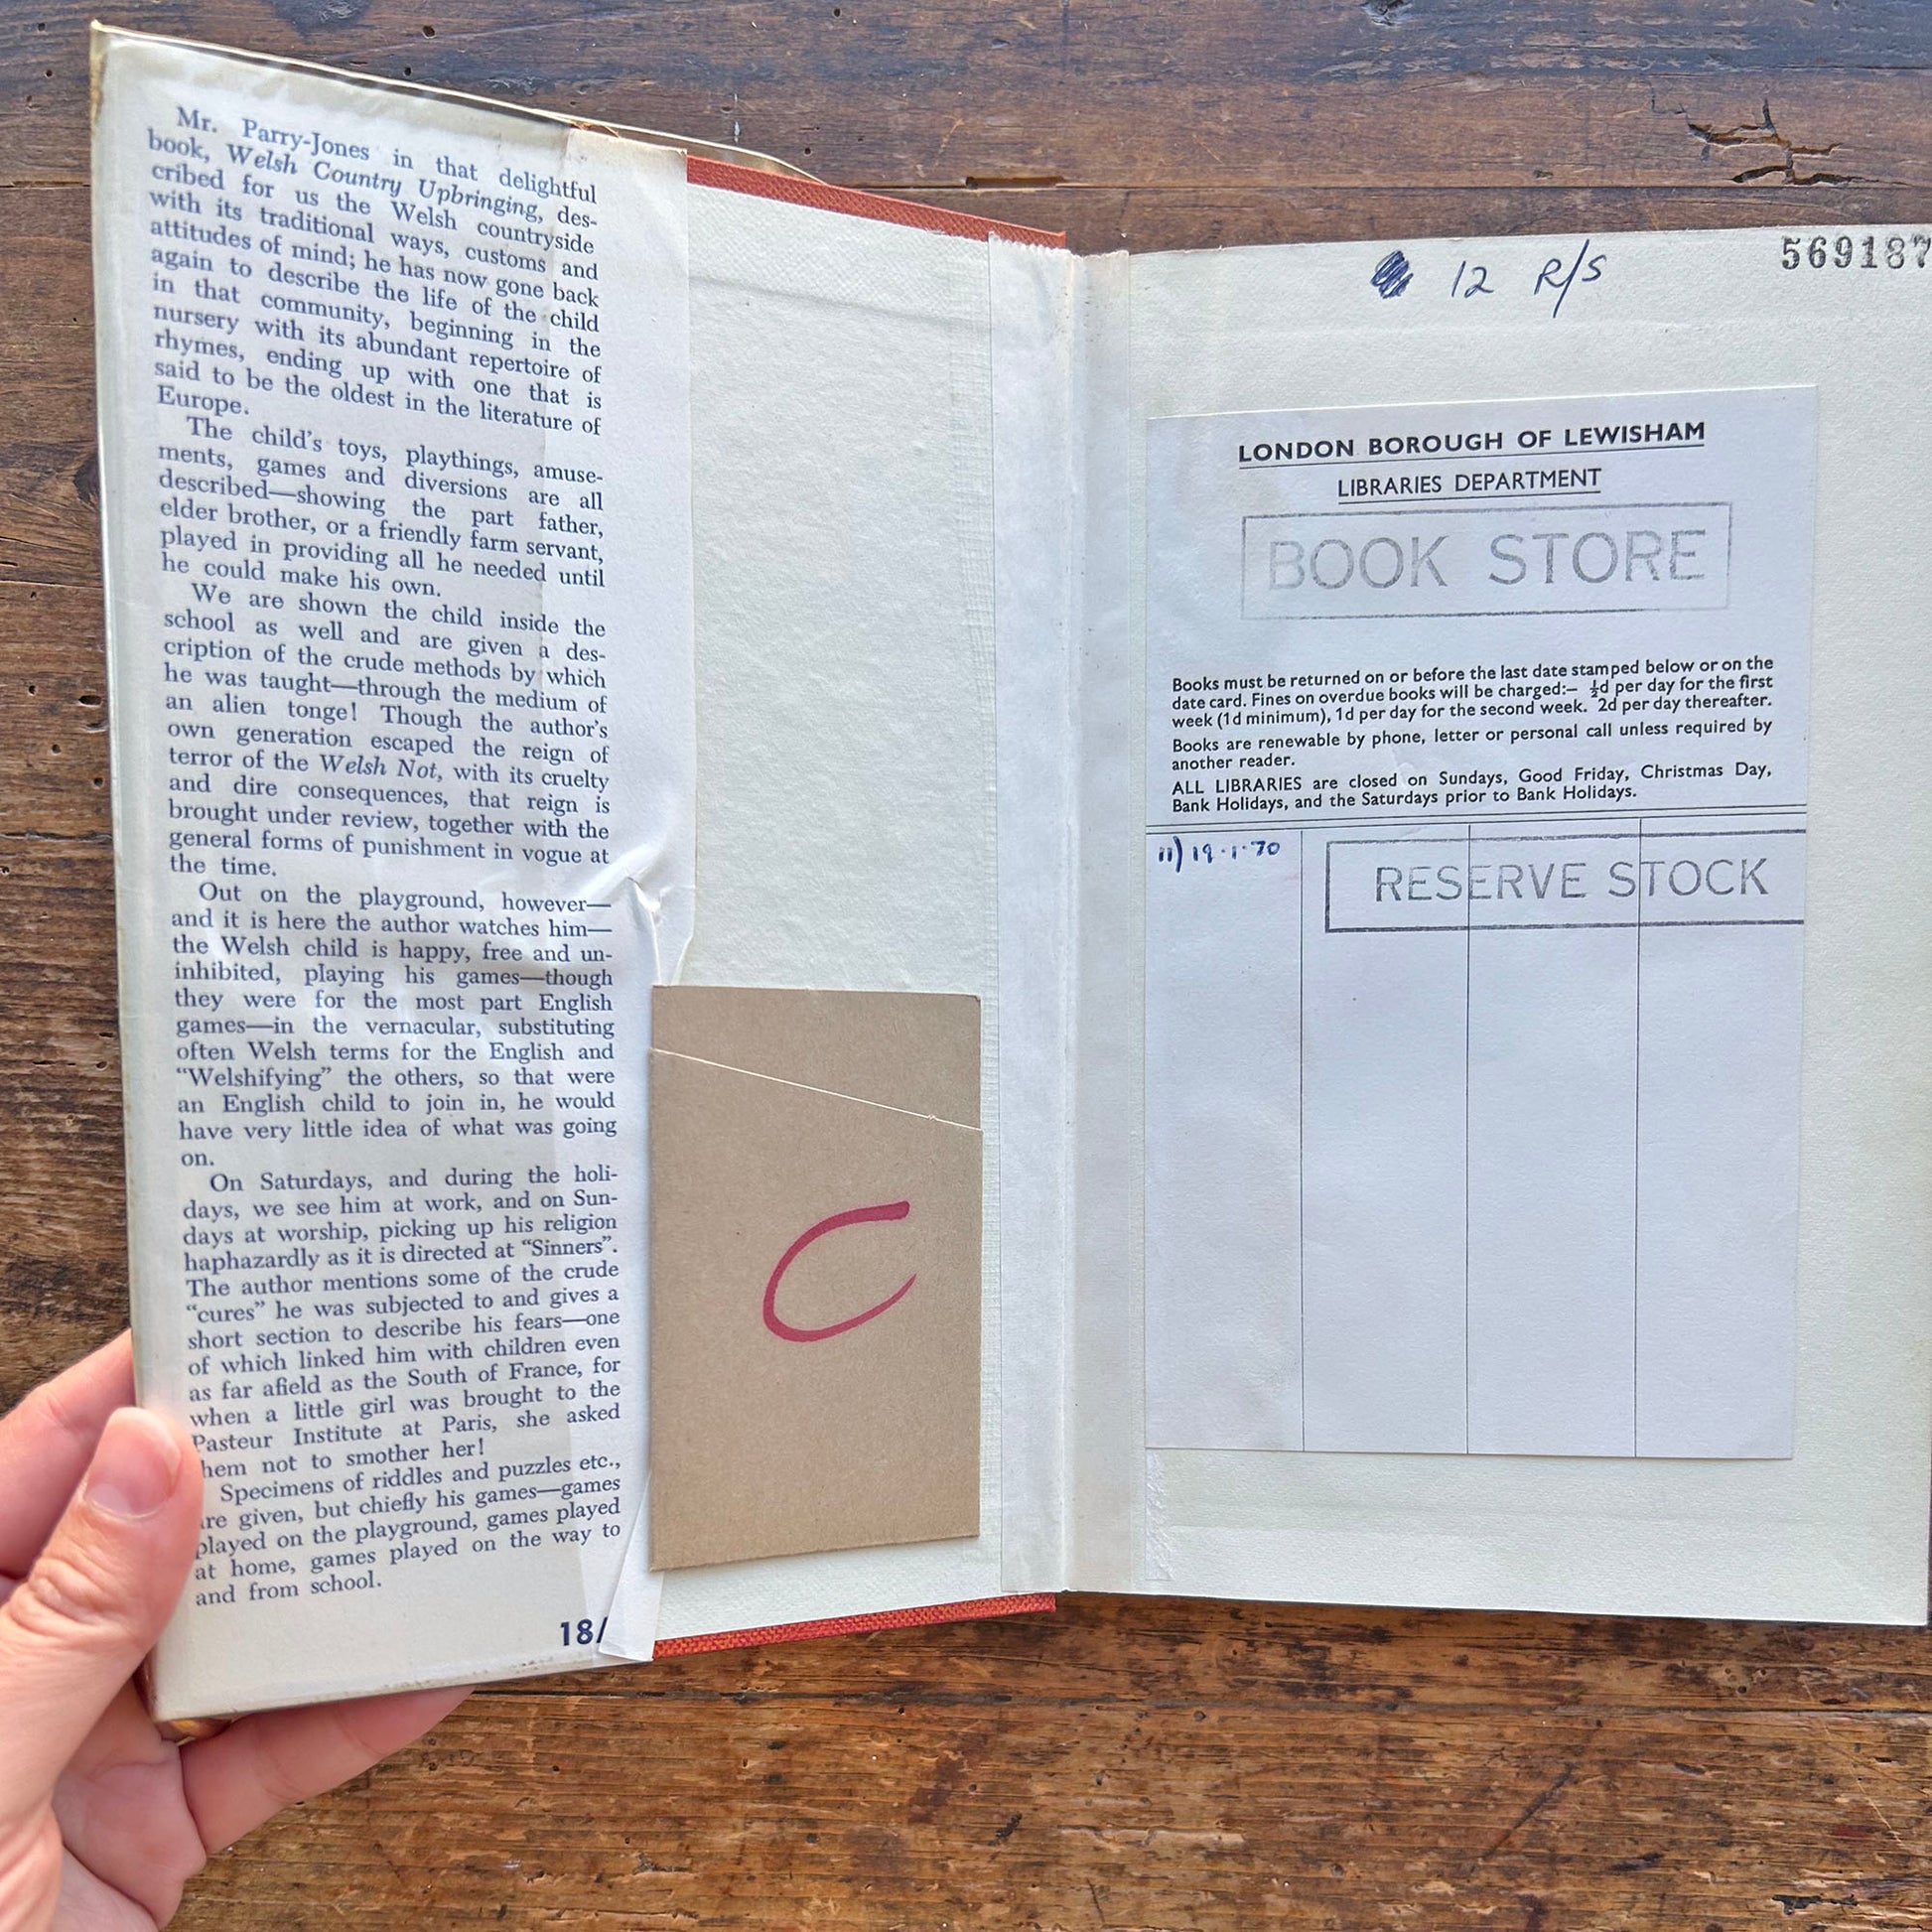 Mr. Parry-Jones in that delightful
book, Welsh Country Upbringing, des-
cribed for us the Welsh countryside
with its traditional ways, customs and
attitudes of mind; he has now gone back
again to describe the life of the child
in that community, beginning in the
nursery with its abundant repertoire of
rhymes, ending up with one that is
said to be the oldest in the literature of
Europe.
The child's toys, playthings, amuse-
ments, games and diversions are all
described—showing the part father,
elder brother, or a friendly farm servant,
played in providing all he needed until
he could make his own.
We are shown the child inside the
school as well and are given a des-
cription of the crude methods by which
he was taught—through the medium of
an alien tonge! Though the author's
own generation escaped the reign of
terror of the Welsh Not, with its cruelty
and dire consequences, that reign is
brought under review, together with the
general forms of punishment in vogue at
the time.
Out on the playground, however—
and it is here the author watches him—
the Welsh child is happy, free and un-
inhibited, playing his games—though
they were for the most part English
games—in the vernacular, substituting
often Welsh terms for the English and
“Welshifying” the others, so that were
an English child to join in, he would
have very little idea of what was going
on.
On Saturdays, and during the holi-
days, we see him at work, and on Sun-
days at worship, picking up his religion
haphazardly as it is directed at “Sinners”.
The author mentions some of the crude
“cures” he was subjected to and gives a
short section to describe his fears—one
of which linked him with children even
as far afield as the South of France, for
when a little girl was brought to the
Pasteur Institute at Paris, she asked
hem not to smother her!
Specimens of riddles and puzzles etc.,
are given, but chiefly his games—games
played on the playground, games played
at home, games played on the way to
and from school.
18/
C
12 R/S
569187
LONDON BOROUGH OF LEWISHAM
LIBRARIES DEPARTMENT
BOOK STORE
Books must be returned on or before the last date stamped below or on the
date card. Fines on overdue books will be charged:– ½d per day for the first
week (1d minimum), 1d per day for the second week. 2d per day thereafter.
Books are renewable by phone, letter or personal call unless required by
another reader.
ALL LIBRARIES are closed on Sundays, Good Friday, Christmas Day,
Bank Holidays, and the Saturdays prior to Bank Holidays.
ii) 19·1·70
RESERVE STOCK